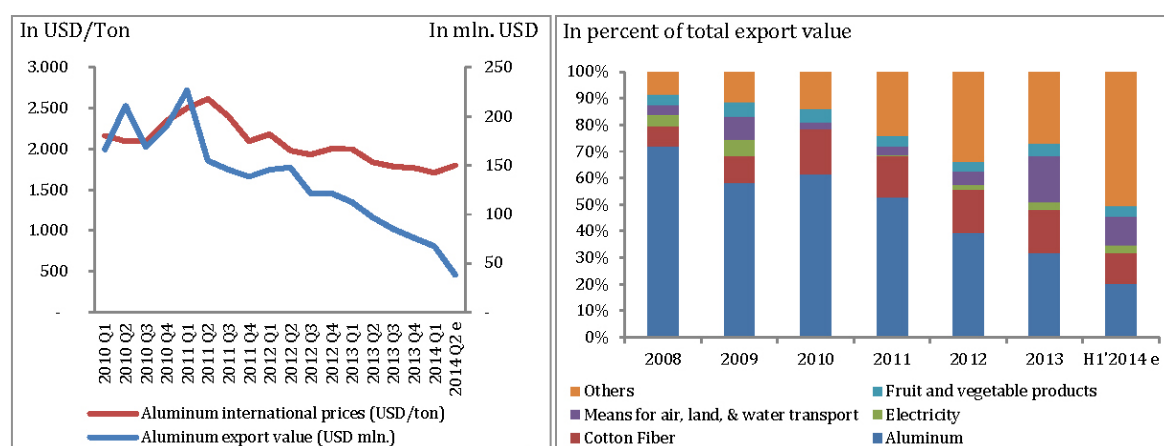 In USD/Ton In mln. USD
3.000 250
2.500 200
2.000 150
1.500
1.000 100
500 50
- -
2010 Q1
2010 Q2
2010 Q3
2010 Q4
2011 Q1
2011 Q2
2011 Q3
2011 Q4
2012 Q1
2012 Q2
2012 Q3
2012 Q4
2013 Q1
2013 Q2
2013 Q3
2013 Q4
2014 Q1
2014 Q2 e
Aluminum international prices (USD/ton)
Aluminum export value (USD mln.)
In percent of total export value
100%
90%
80%
70%
60%
50%
40%
30%
20%
10%
0%
2008 2009 2010 2011 2012 2013 H1'2014 e
Others Fruit and vegetable products
Means for air, land, & water transport Electricity
Cotton Fiber Aluminum